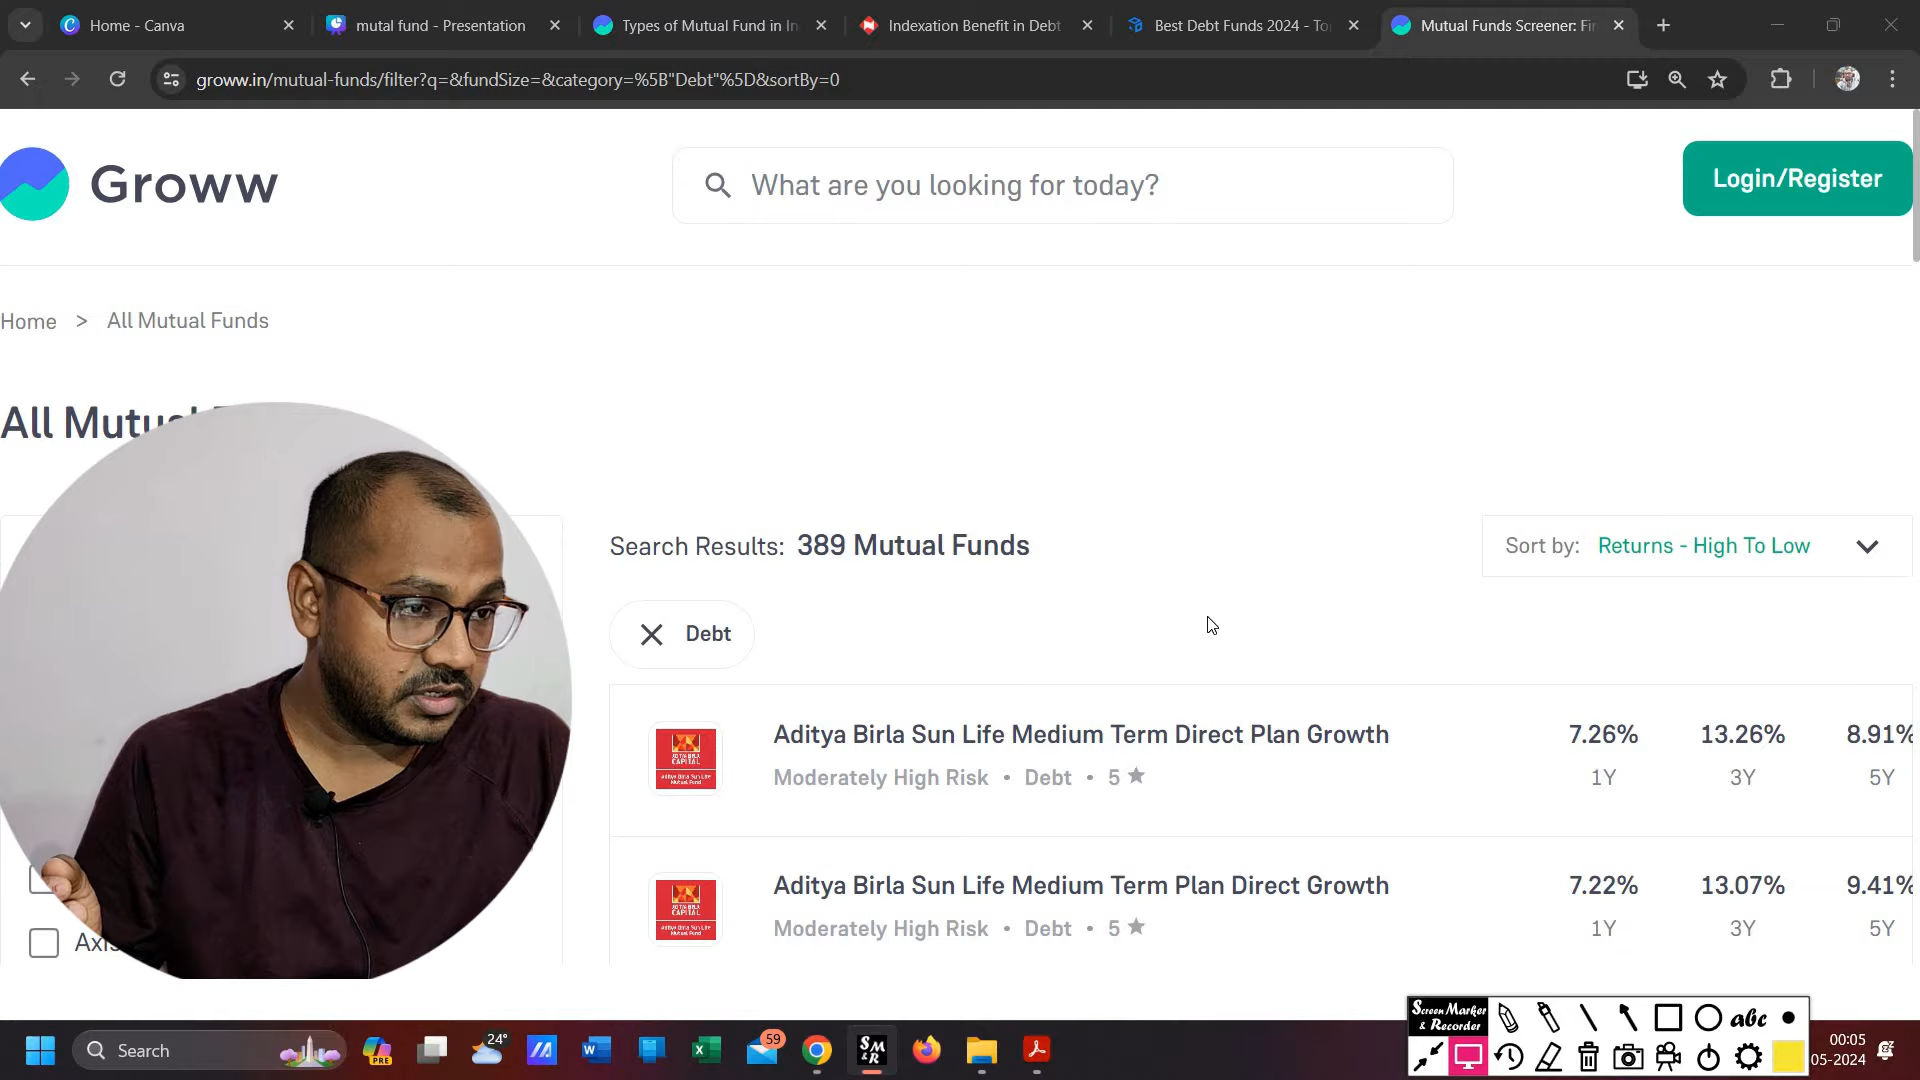 Home - Canva
mutal fund - Presentation
Types of Mutual Fund in In
Indexation Benefit in Debt
Best Debt Funds 2024 - To
Mutual Funds Screener: Fi
groww.in/mutual-funds/filter?q=&fundSize=&category=%5B"Debt"%5D&sortBy=0
Groww
What are you looking for today?
Login/Register
Home > All Mutual Funds
All Mutual
Search Results: 389 Mutual Funds
Sort by: Returns - High To Low
Debt
Aditya Birla Sun Life Medium Term Direct Plan Growth
7.26% 13.26% 8.91%
Moderately High Risk • Debt • 5 ★
1Y 3Y 5Y
Aditya Birla Sun Life Medium Term Plan Direct Growth
7.22% 13.07% 9.41%
Moderately High Risk • Debt • 5 ★
1Y 3Y 5Y
Axis
Screen Marker
& Recorder
abc
Search
PRE
24°
59
SM
&R
00:05
05-2024